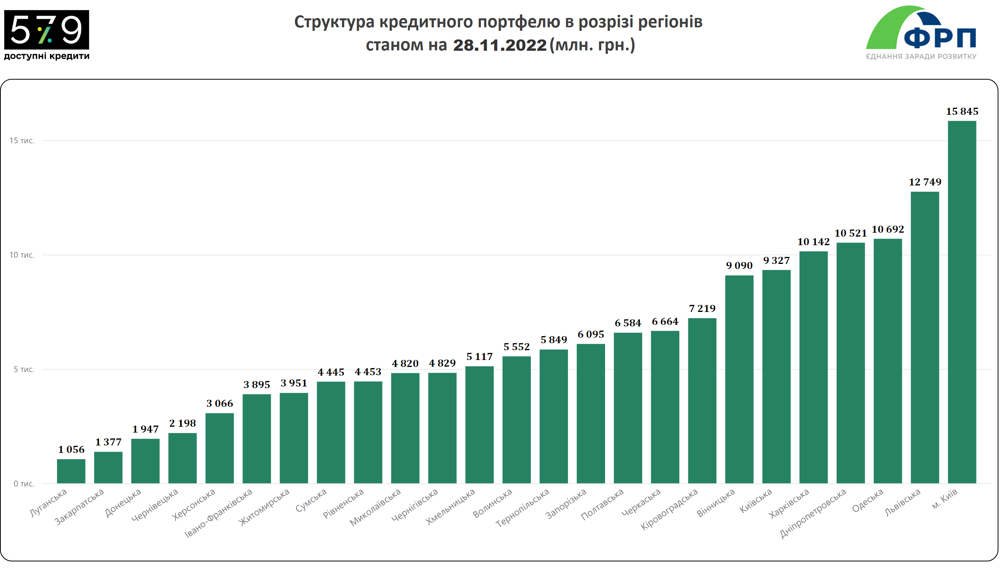 5%7%9
доступні кредити
Структура кредитного портфелю в розрізі регіонів
станом на 28.11.2022 (млн. грн.)
ФРП
ЄДНАННЯ ЗАРАДИ РОЗВИТКУ
15 тис.
10 тис.
5 тис.
0 тис.
1 056
1 377
1 947
2 198
3 066
3 895
3 951
4 445
4 453
4 820
4 829
5 117
5 552
5 849
6 095
6 584
6 664
7 219
9 090
9 327
10 142
10 521
10 692
12 749
15 845
Луганська
Закарпатська
Донецька
Чернівецька
Херсонська
Івано-Франківська
Житомирська
Сумська
Рівненська
Миколаївська
Чернігівська
Хмельницька
Волинська
Тернопільська
Запорізька
Полтавська
Черкаська
Кіровоградська
Вінницька
Київська
Харківська
Дніпропетровська
Одеська
Львівська
м. Київ